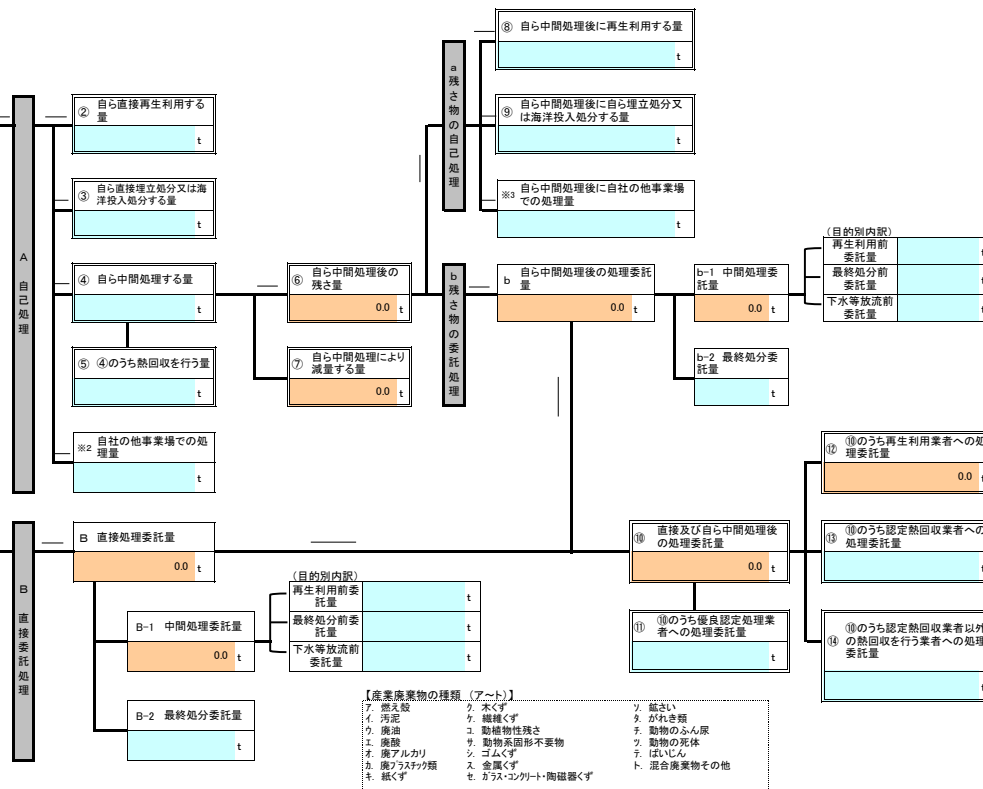 ⑧ 自ら中間処理後に再生利用する量
t
a
残さ物の自己処理
② 自ら直接再生利用する
量
t
⑨ 自ら中間処理後に自ら埋立処分又
は海洋投入処分する量
t
③ 自ら直接埋立処分又は海
洋投入処分する量
t
※3 自ら中間処理後に自社の他事業場
での処理量
t
A
自己処理
④ 自ら中間処理する量
t
⑥ 自ら中間処理後の
残さ量
0.0 t
b
残さ物の委託処理
b 自ら中間処理後の処理委託
量
0.0 t
b-1 中間処理委
託量
0.0 t
(目的別内訳)
再生利用前
委託量
t
最終処分前
委託量
t
下水等放流前
委託量
t
⑤ ④のうち熱回収を行う量
t
⑦ 自ら中間処理により
減量する量
0.0 t
b-2 最終処分委
託量
t
※2 自社の他事業場での処
理量
t
⑫ ⑩のうち再生利用業者への処
理委託量
0.0 t
B
直接委託処理
B 直接処理委託量
0.0 t
⑩ 直接及び自ら中間処理後
の処理委託量
0.0 t
⑬ ⑩のうち認定熱回収業者への
処理委託量
t
B-1 中間処理委託量
0.0 t
(目的別内訳)
再生利用前委
託量
t
最終処分前委
託量
t
下水等放流前
委託量
t
⑪ ⑩のうち優良認定処理業
者への処理委託量
t
⑭ ⑩のうち認定熱回収業者以外
の熱回収を行う業者への処理
委託量
t
B-2 最終処分委託量
t
【産業廃棄物の種類 (ア~ト)】
ア. 燃え殻
イ. 汚泥
ウ. 廃油
エ. 廃酸
オ. 廃アルカリ
カ. 廃プラスチック類
キ. 紙くず
ク. 木くず
ケ. 繊維くず
コ. 動植物性残さ
サ. 動物系固形不要物
シ. ゴムくず
ス. 金属くず
セ. ガラス・コンクリート・陶磁器くず
ソ. 鉱さい
タ. がれき類
チ. 動物のふん尿
ツ. 動物の死体
テ. ばいじん
ト. 混合廃棄物その他